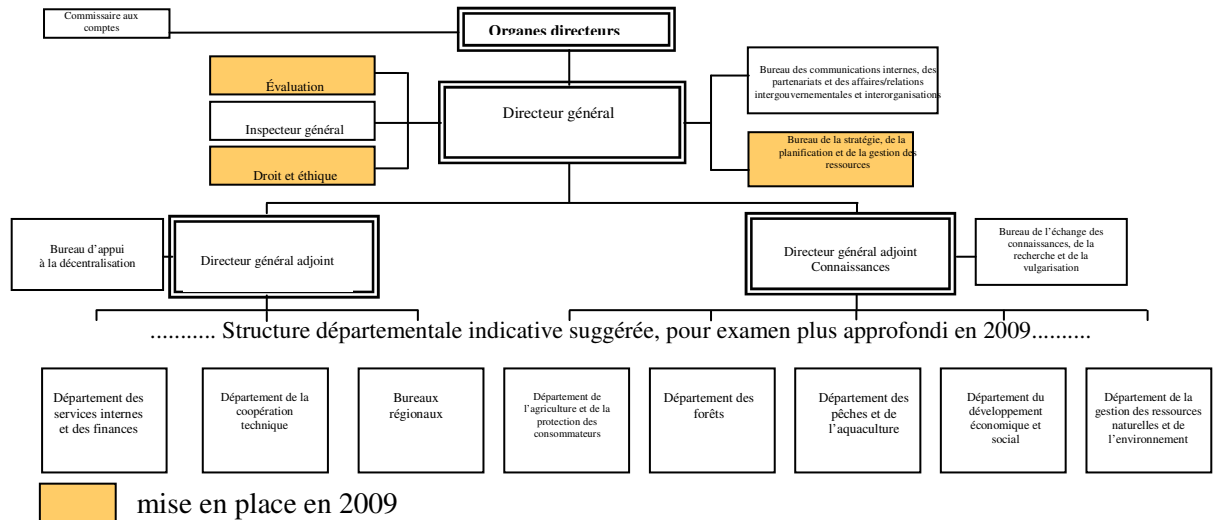 Commissaire aux
comptes
Organes directeurs
Évaluation
Inspecteur général
Droit et éthique
Directeur général
Bureau des communications internes, des
partenariats et des affaires/relations
intergouvernementales et interorganisations
Bureau de la stratégie, de la
planification et de la gestion des
ressources
Bureau d’appui
à la décentralisation
Directeur général adjoint
Directeur général adjoint
Connaissances
Bureau de l’échange des
connaissances, de la
recherche et de la
vulgarisation
.......... Structure départementale indicative suggérée, pour examen plus approfondi en 2009..........
Département des
services internes
et des finances
Département de la
coopération
technique
Bureaux
régionaux
Département de
l’agriculture et de la
protection des
consommateurs
Département des
forêts
Département des
pêches et de
l’aquaculture
Département du
développement
économique et
social
Département de la
gestion des ressources
naturelles et de
l’environnement
mise en place en 2009